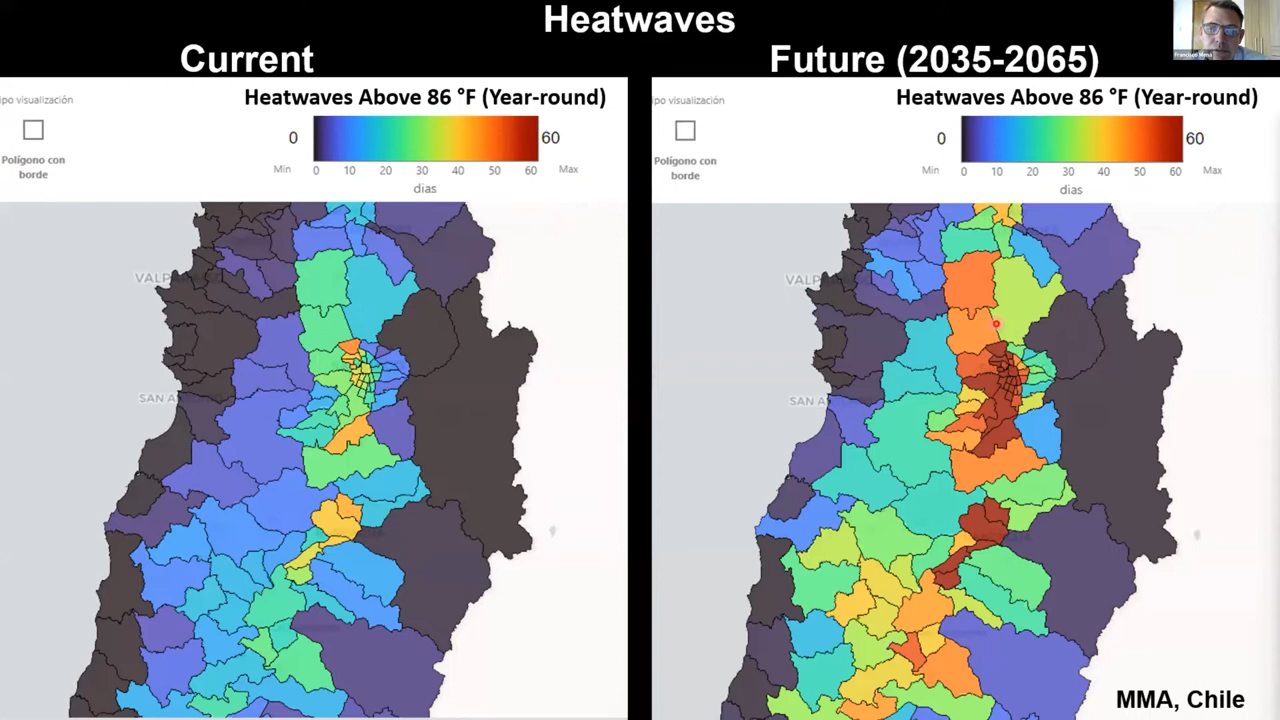 Heatwaves
Current
Future (2035-2065)
ipo visualización
Heatwaves Above 86 °F (Year-round)
0
60
Polígono con
borde
Min
0 10 20 30 40 50 60
Max
dias
VALP
SAN A
ipo visualización
Heatwaves Above 86 °F (Year-round)
0
60
Polígono con
borde
Min
0 10 20 30 40 50 60
Max
dias
VALP
SAN A
MMA, Chile